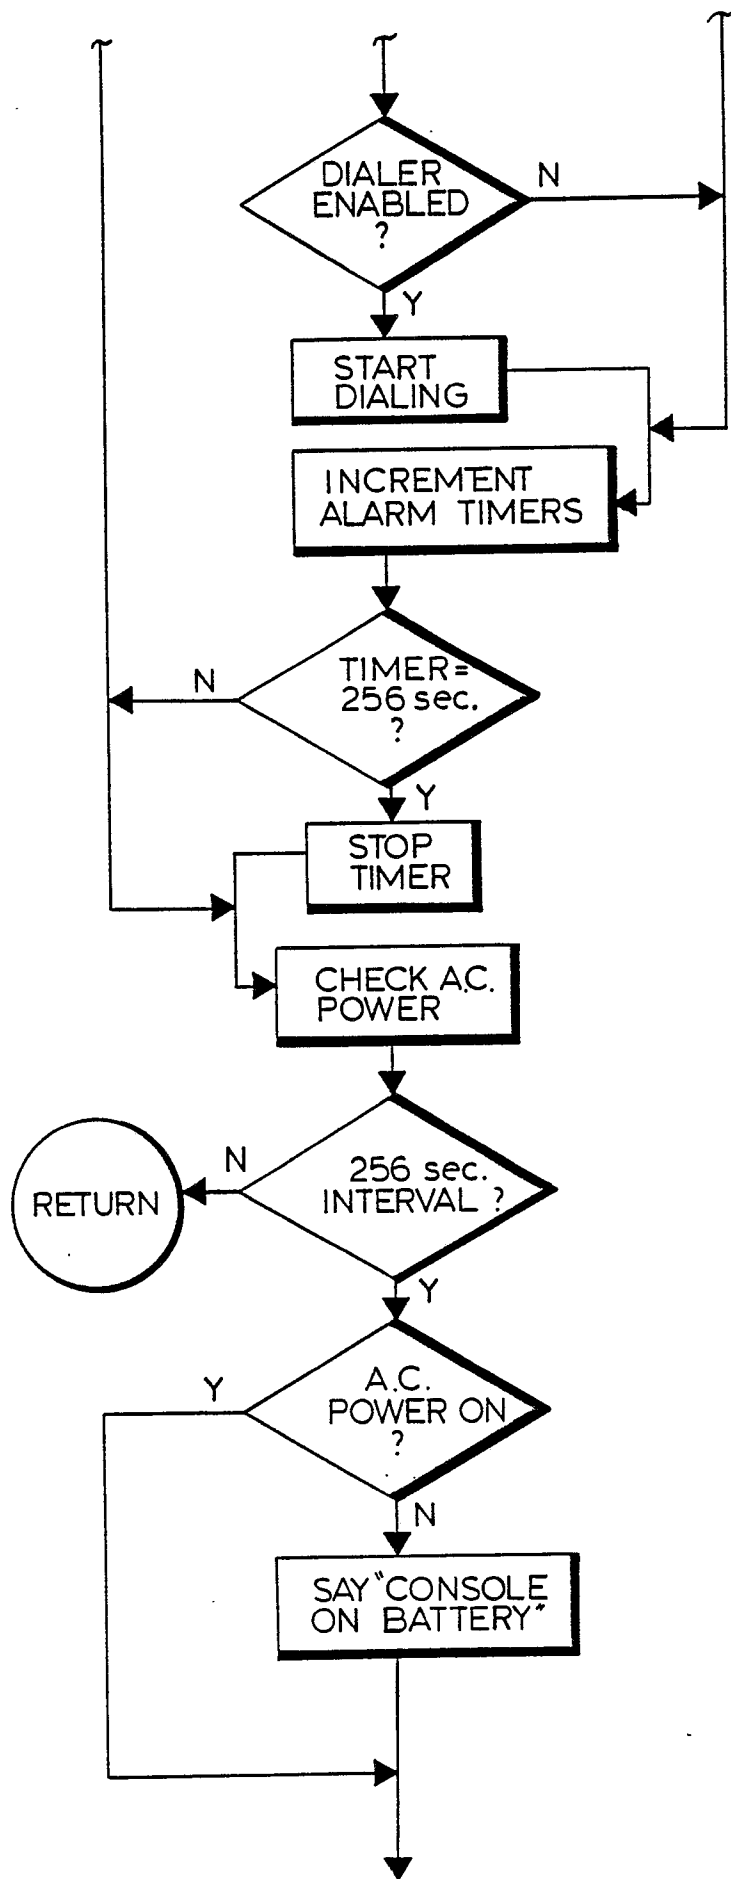 DIALER
ENABLED
?
N
Y
START
DIALING
INCREMENT
ALARM TIMERS
TIMER=
256 sec.
?
N
Y
STOP
TIMER
CHECK A.C.
POWER
256 sec.
INTERVAL ?
N
RETURN
Y
A.C.
POWER ON
?
Y
N
SAY "CONSOLE
ON BATTERY"